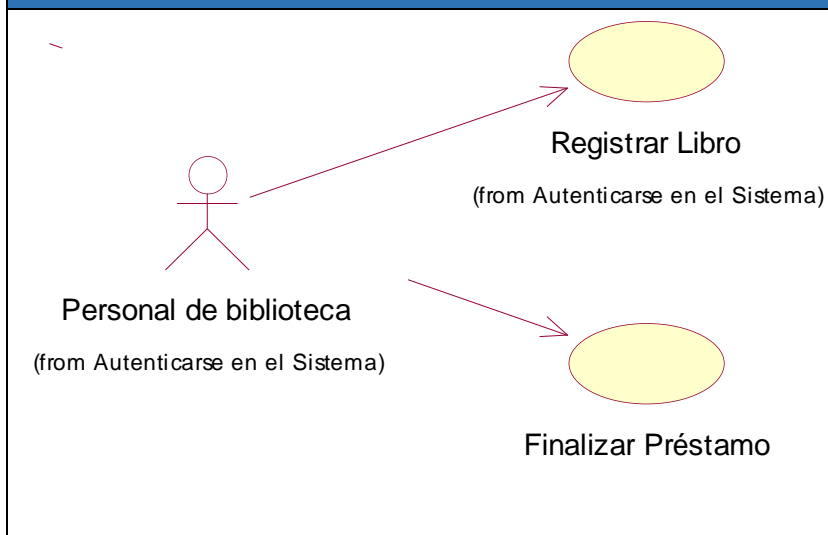 Registrar Libro
(from Autenticarse en el Sistema)
Personal de biblioteca
(from Autenticarse en el Sistema)
Finalizar Préstamo